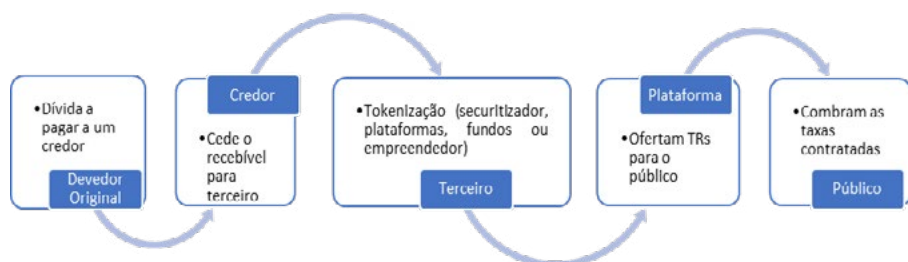 •Dívida a
pagar a um
credor
Devedor
Original
Credor
•Cede o
recebível
para
terceiro
•Tokenização (securitizador,
plataformas, fundos ou
empreendedor)
Terceiro
Plataforma
•Ofertam TRs
para o
público
•Combram as
taxas
contratadas
Público